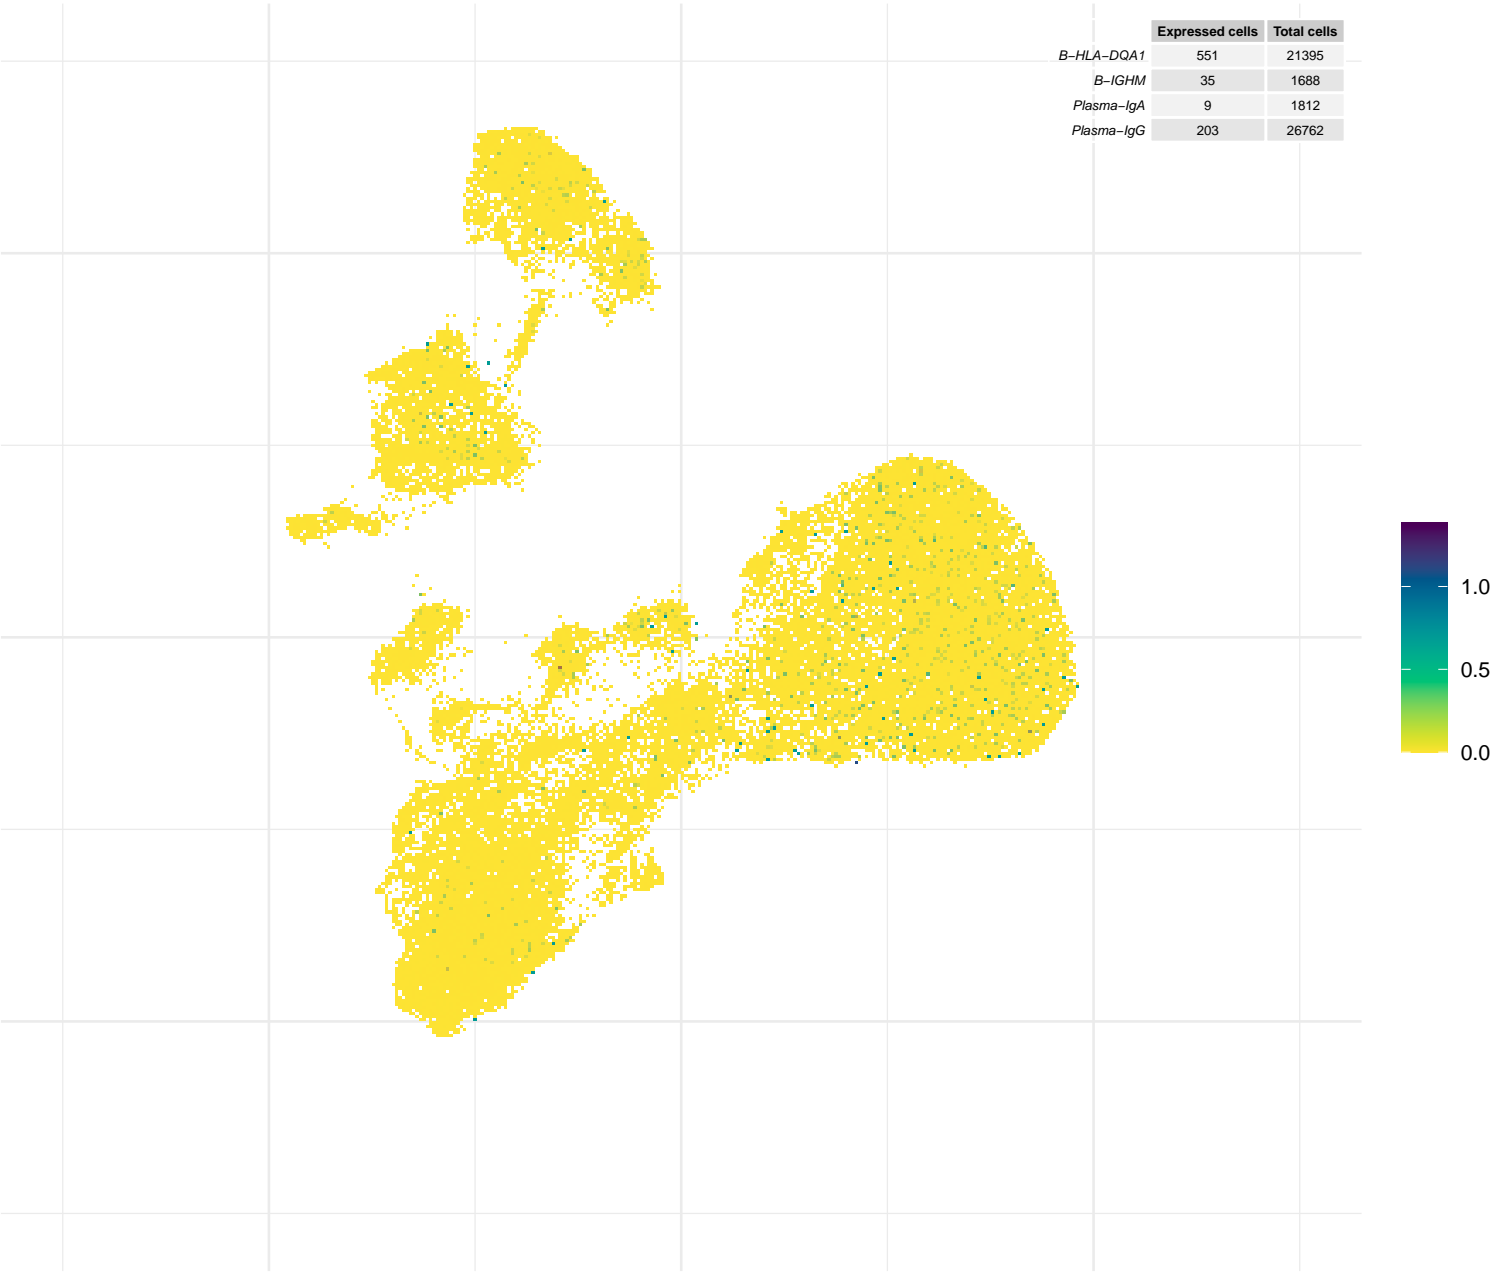 Expressed cells Total cells
B-HLA-DQA1 551 21395
B-IGHM 35 1688
Plasma-IgA 9 1812
Plasma-IgG 203 26762
1.0
0.5
0.0